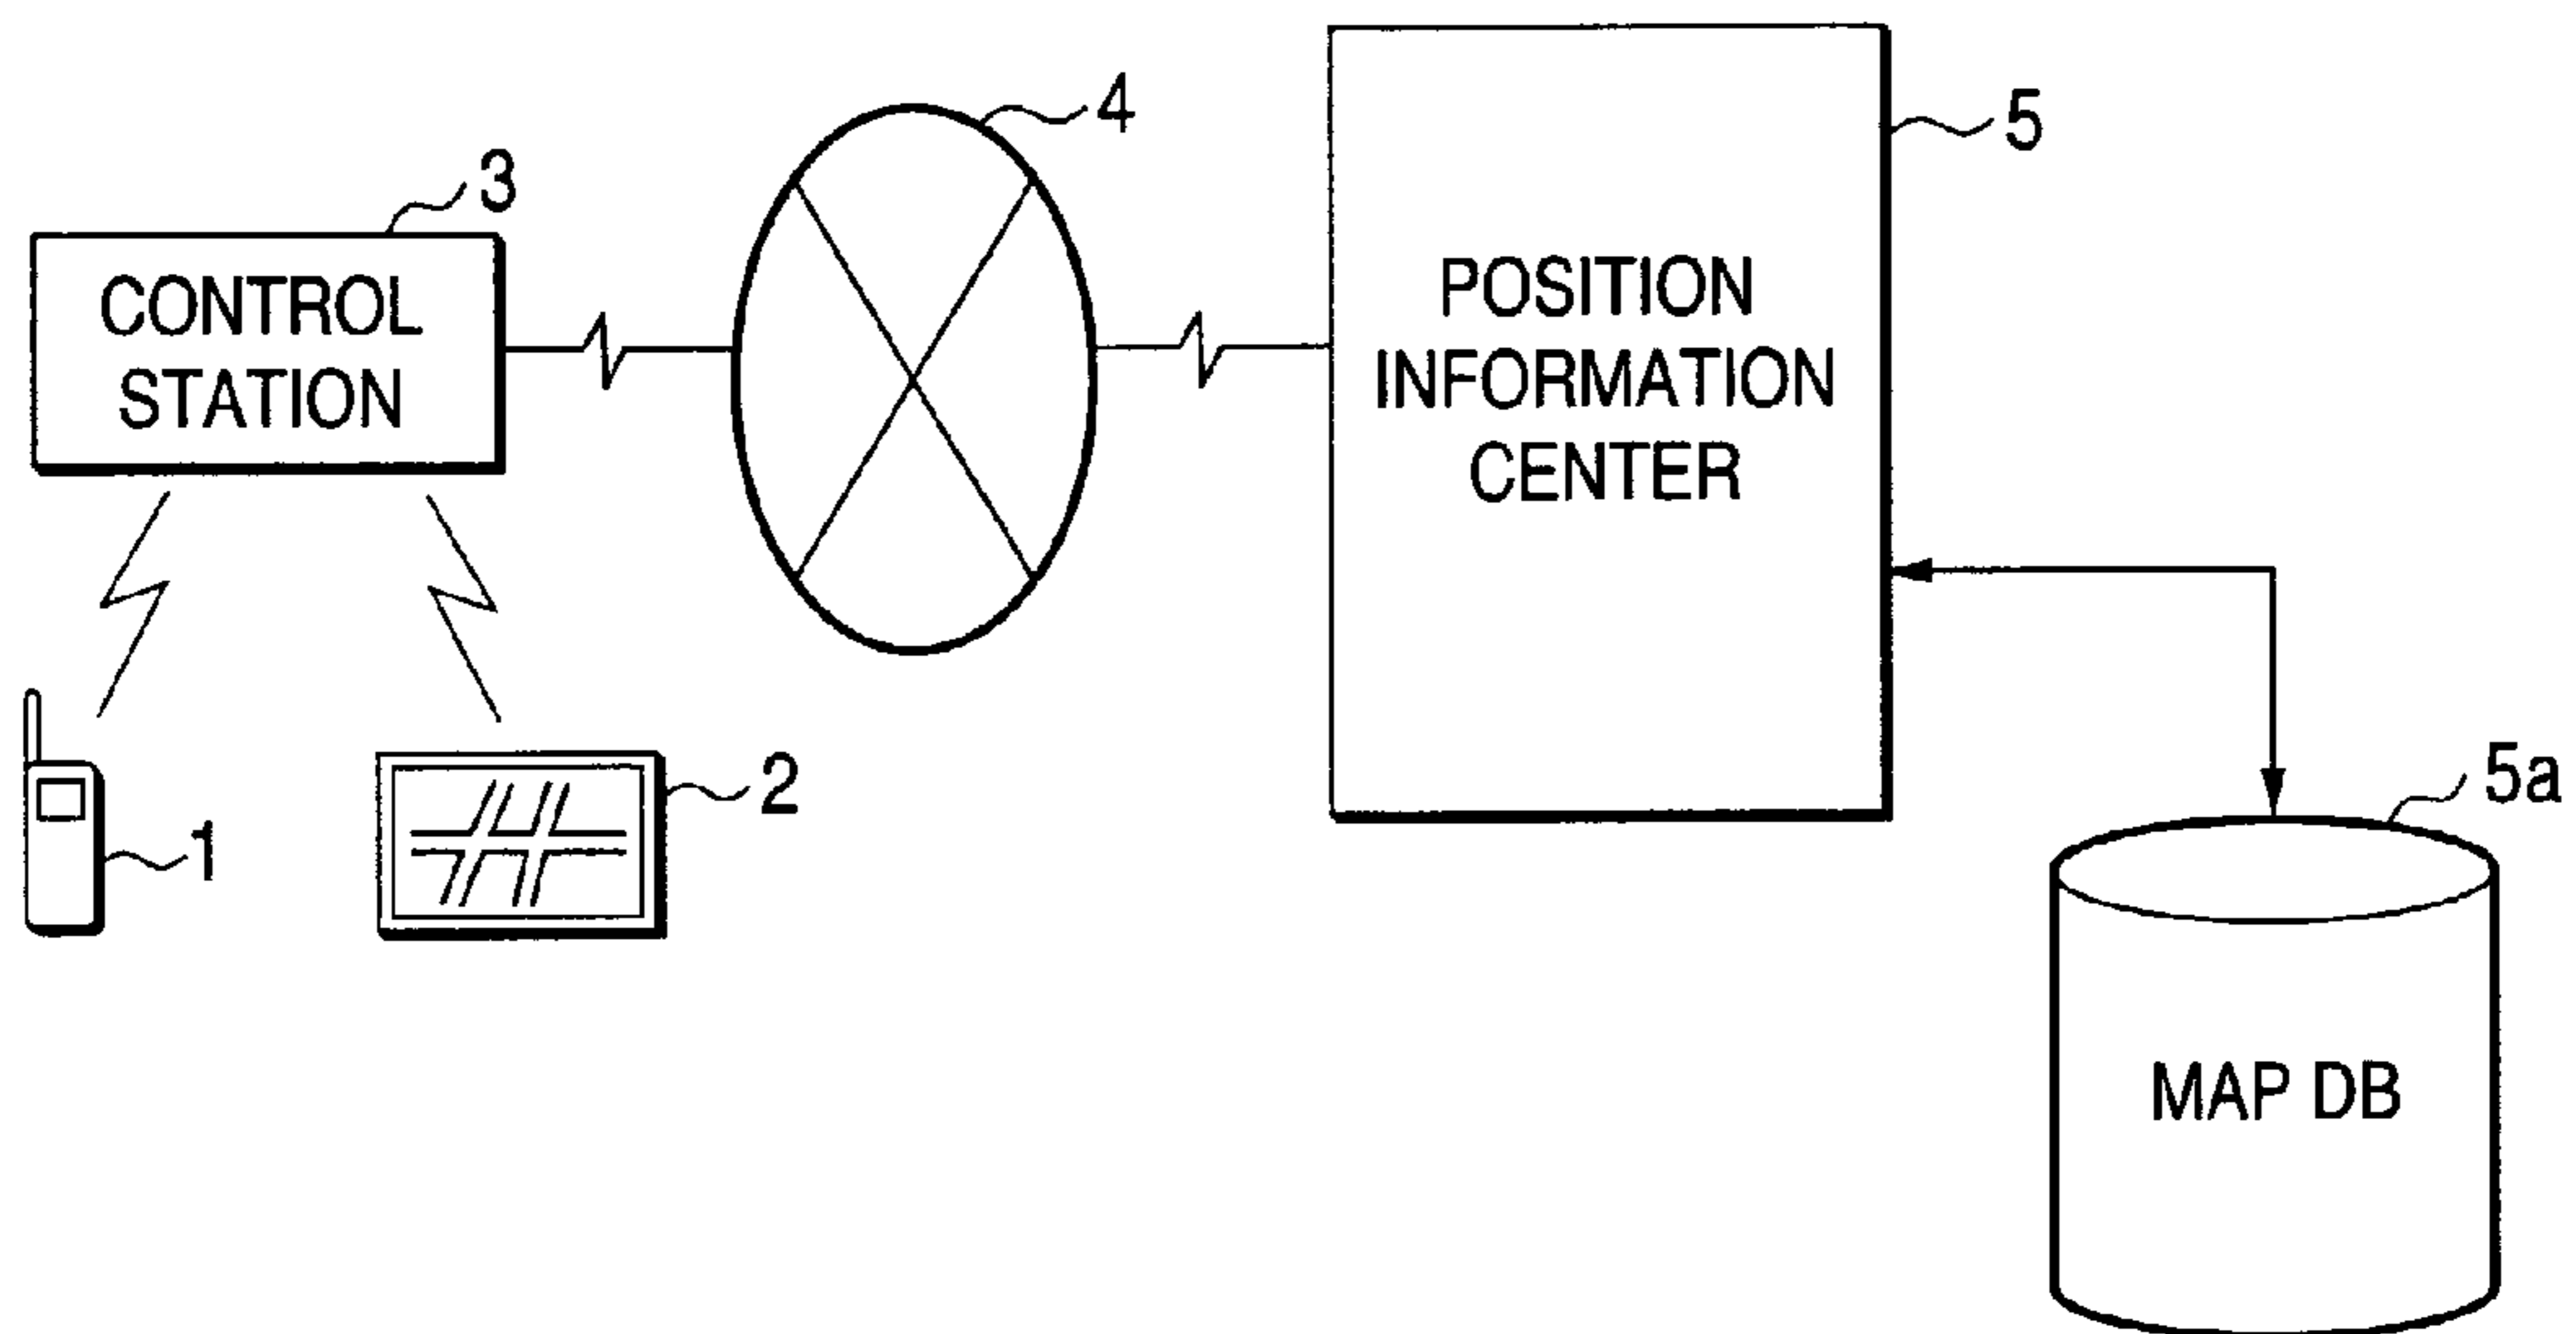 4
5
3
CONTROL
STATION
POSITION
INFORMATION
CENTER
2
1
5a
MAP DB